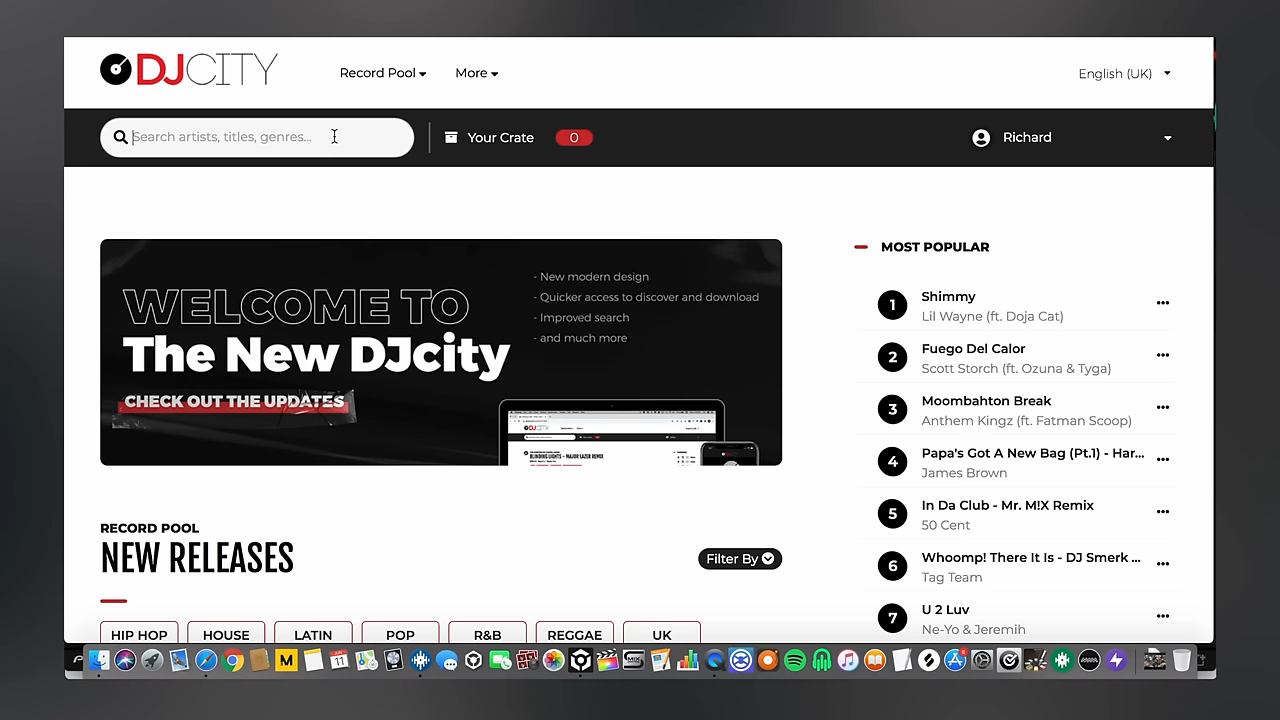 DJCITY
Record Pool
More
English (UK)
Search artists, titles, genres...
Your Crate
0
Richard
WELCOME TO
The New DJcity
CHECK OUT THE UPDATES
- New modern design
- Quicker access to discover and download
- Improved search
- and much more
MOST POPULAR
1
Shimmy
Lil Wayne (ft. Doja Cat)
2
Fuego Del Calor
Scott Storch (ft. Ozuna & Tyga)
3
Moombahton Break
Anthem Kingz (ft. Fatman Scoop)
4
Papa's Got A New Bag (Pt.1) - Har...
James Brown
5
In Da Club - Mr. M!X Remix
50 Cent
6
Whoomp! There It Is - DJ Smerk ...
Tag Team
7
U 2 Luv
Ne-Yo & Jeremih
RECORD POOL
NEW RELEASES
Filter By
HIP HOP
HOUSE
LATIN
POP
R&B
REGGAE
UK